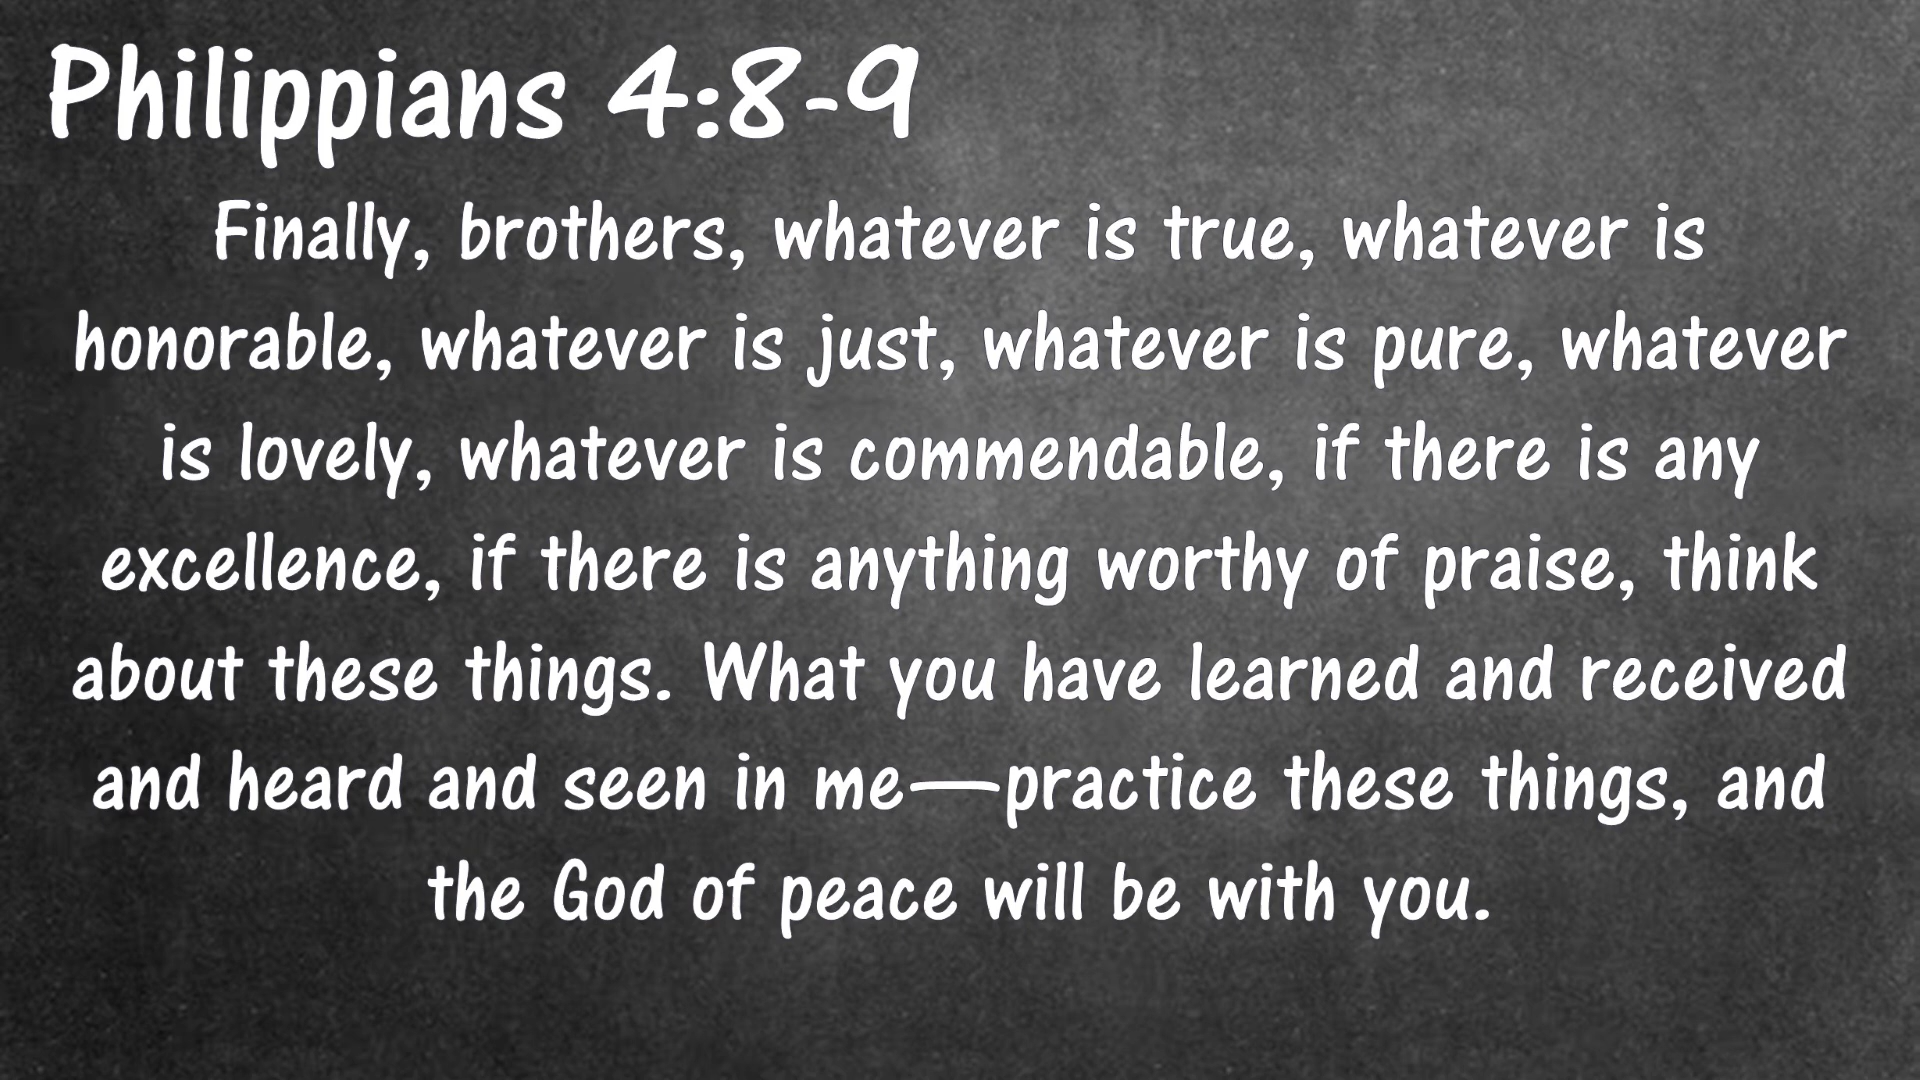 Philippians 4:8-9
Finally, brothers, whatever is true, whatever is
honorable, whatever is just, whatever is pure, whatever
is lovely, whatever is commendable, if there is any
excellence, if there is anything worthy of praise, think
about these things. What you have learned and received
and heard and seen in me—practice these things, and
the God of peace will be with you.